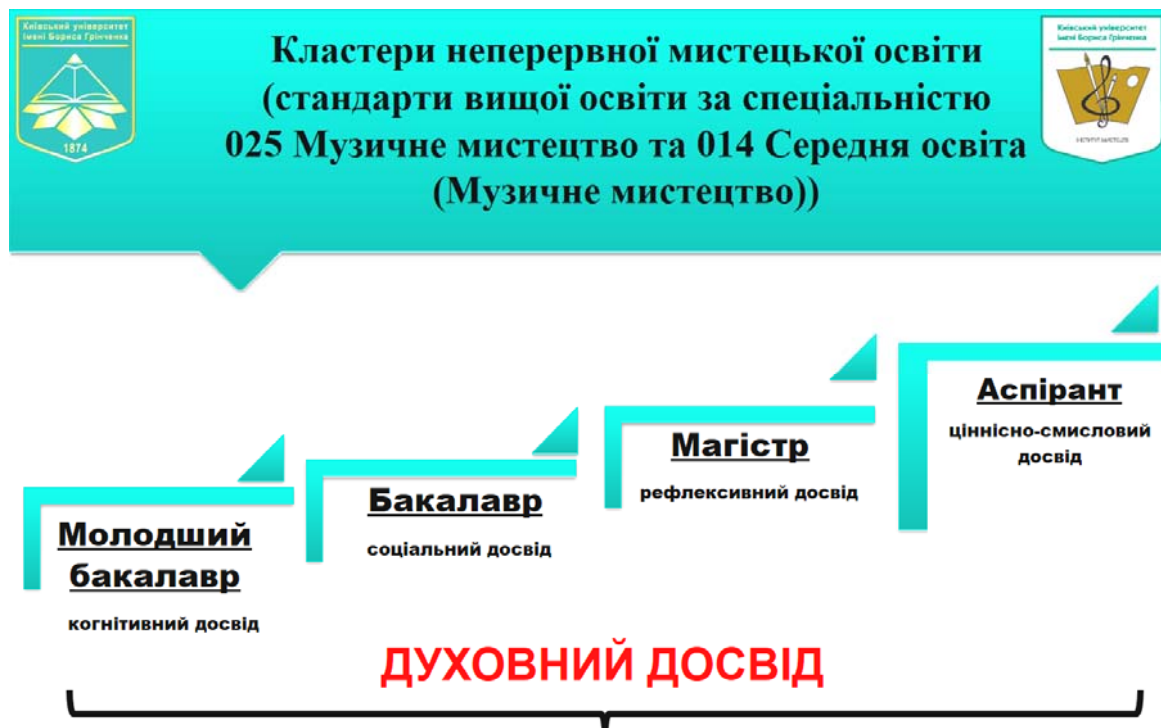 Київський університет
імені Бориса Грінченка
1874
Кластери неперервної мистецької освіти
(стандарти вищої освіти за спеціальністю
025 Музичне мистецтво та 014 Середня освіта
(Музичне мистецтво))
Київський університет
імені Бориса Грінченка
ІНСТИТУТ МИСТЕЦТВ
Молодший
бакалавр
когнітивний досвід
Бакалавр
соціальний досвід
Магістр
рефлексивний досвід
Аспірант
ціннісно-смисловий
досвід
ДУХОВНИЙ ДОСВІД